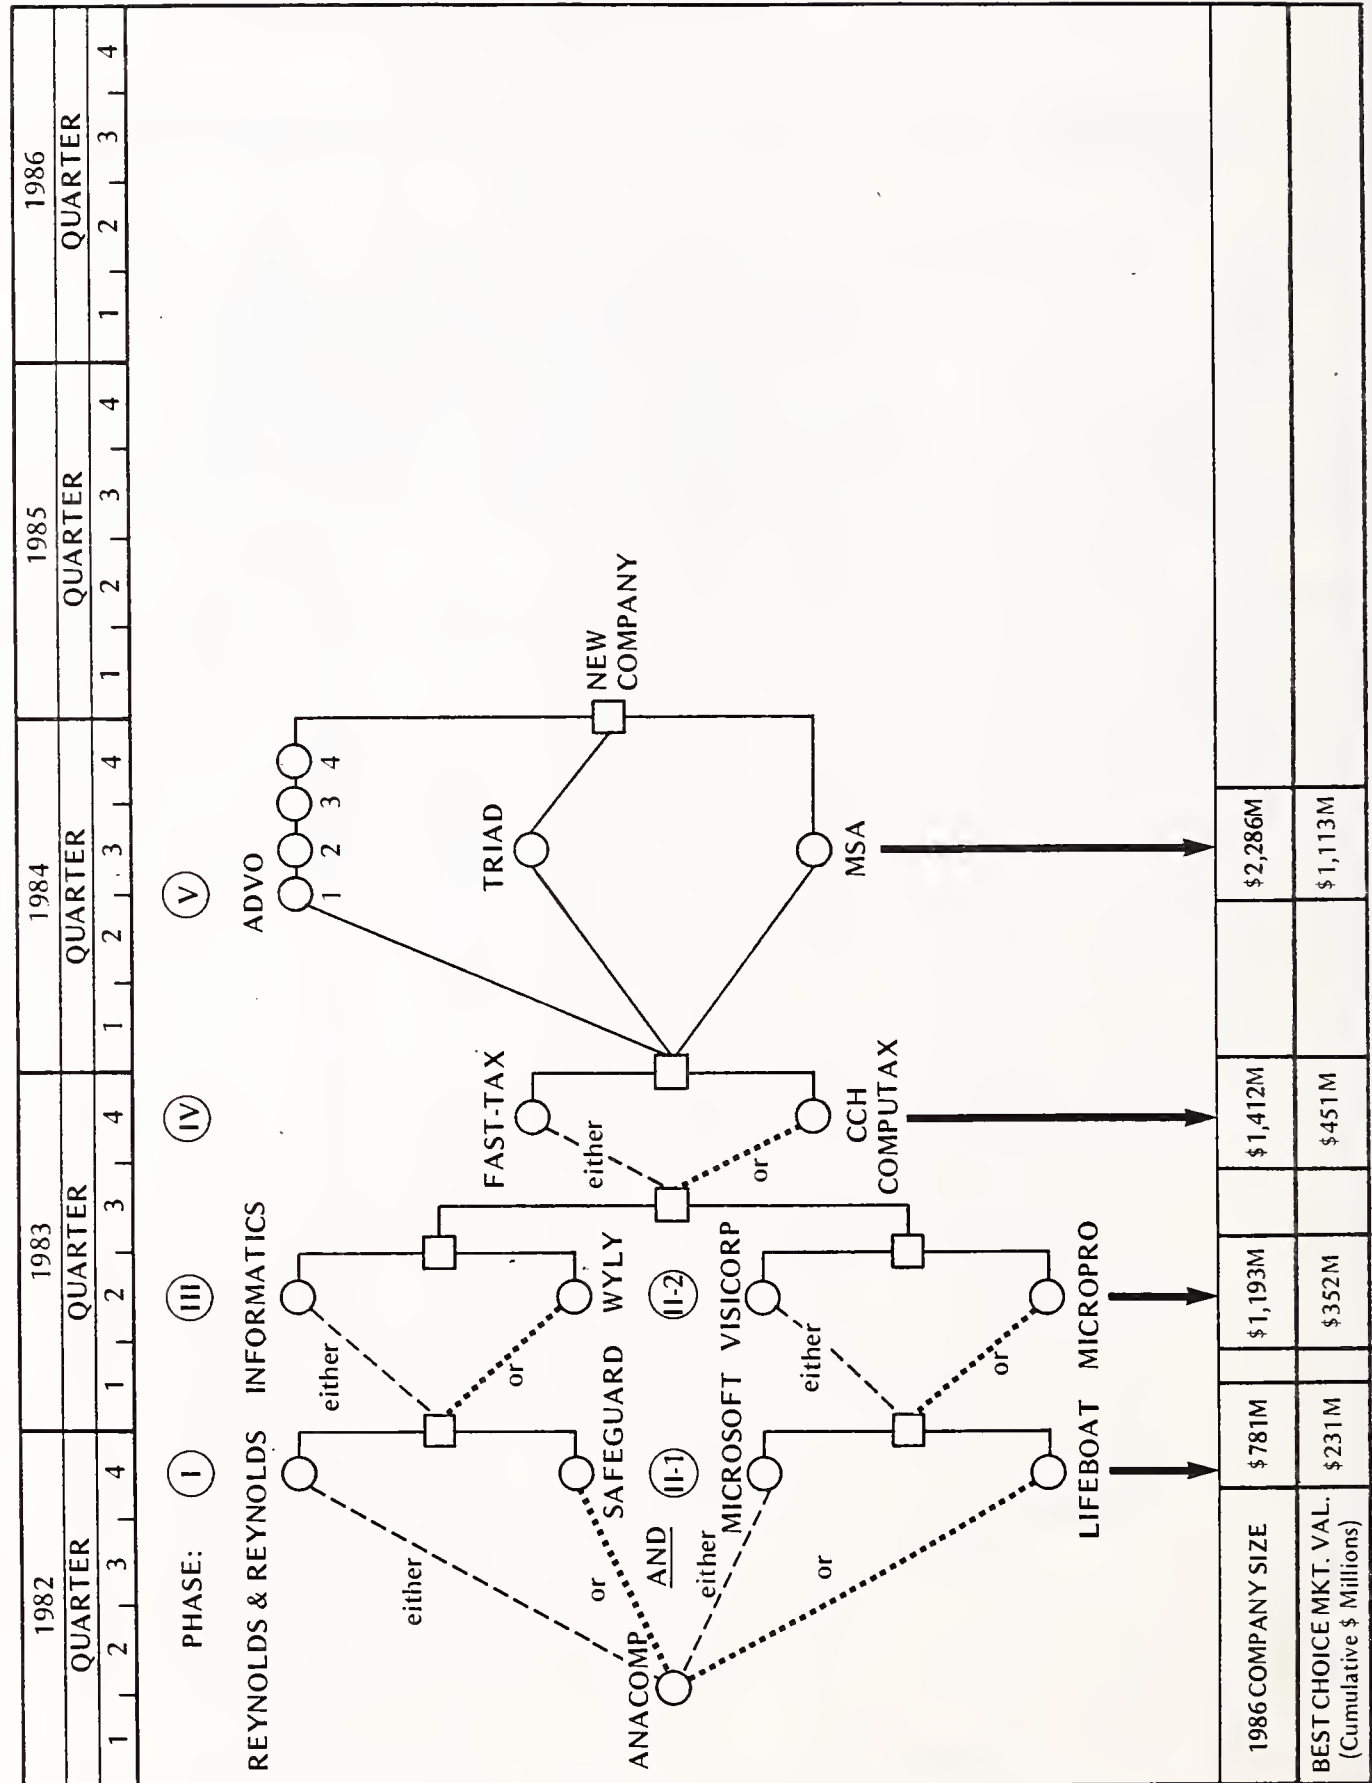 1982 1983 1984 1985 1986
QUARTER QUARTER QUARTER QUARTER QUARTER
1 2 3 4 1 2 3 4 1 2 3 4 1 2 3 4 1 2 3 4
PHASE: I III IV V
REYNOLDS & REYNOLDS INFORMATICS ADVO
1 2 3 4
either either
FAST-TAX TRIAD
either
or or
SAFEGUARD WYLY
NEW
COMPANY
ANACOMP AND II-1 II-2
either
MICROSOFT VISICORP
or
either
or
or
CCH
COMPUTAX
MSA
LIFEBOAT MICROPRO
1986 COMPANY SIZE $781M $1,193M $1,412M $2,286M
BEST CHOICE MKT. VAL. $231M $352M $451M $1,113M
(Cumulative $ Millions)